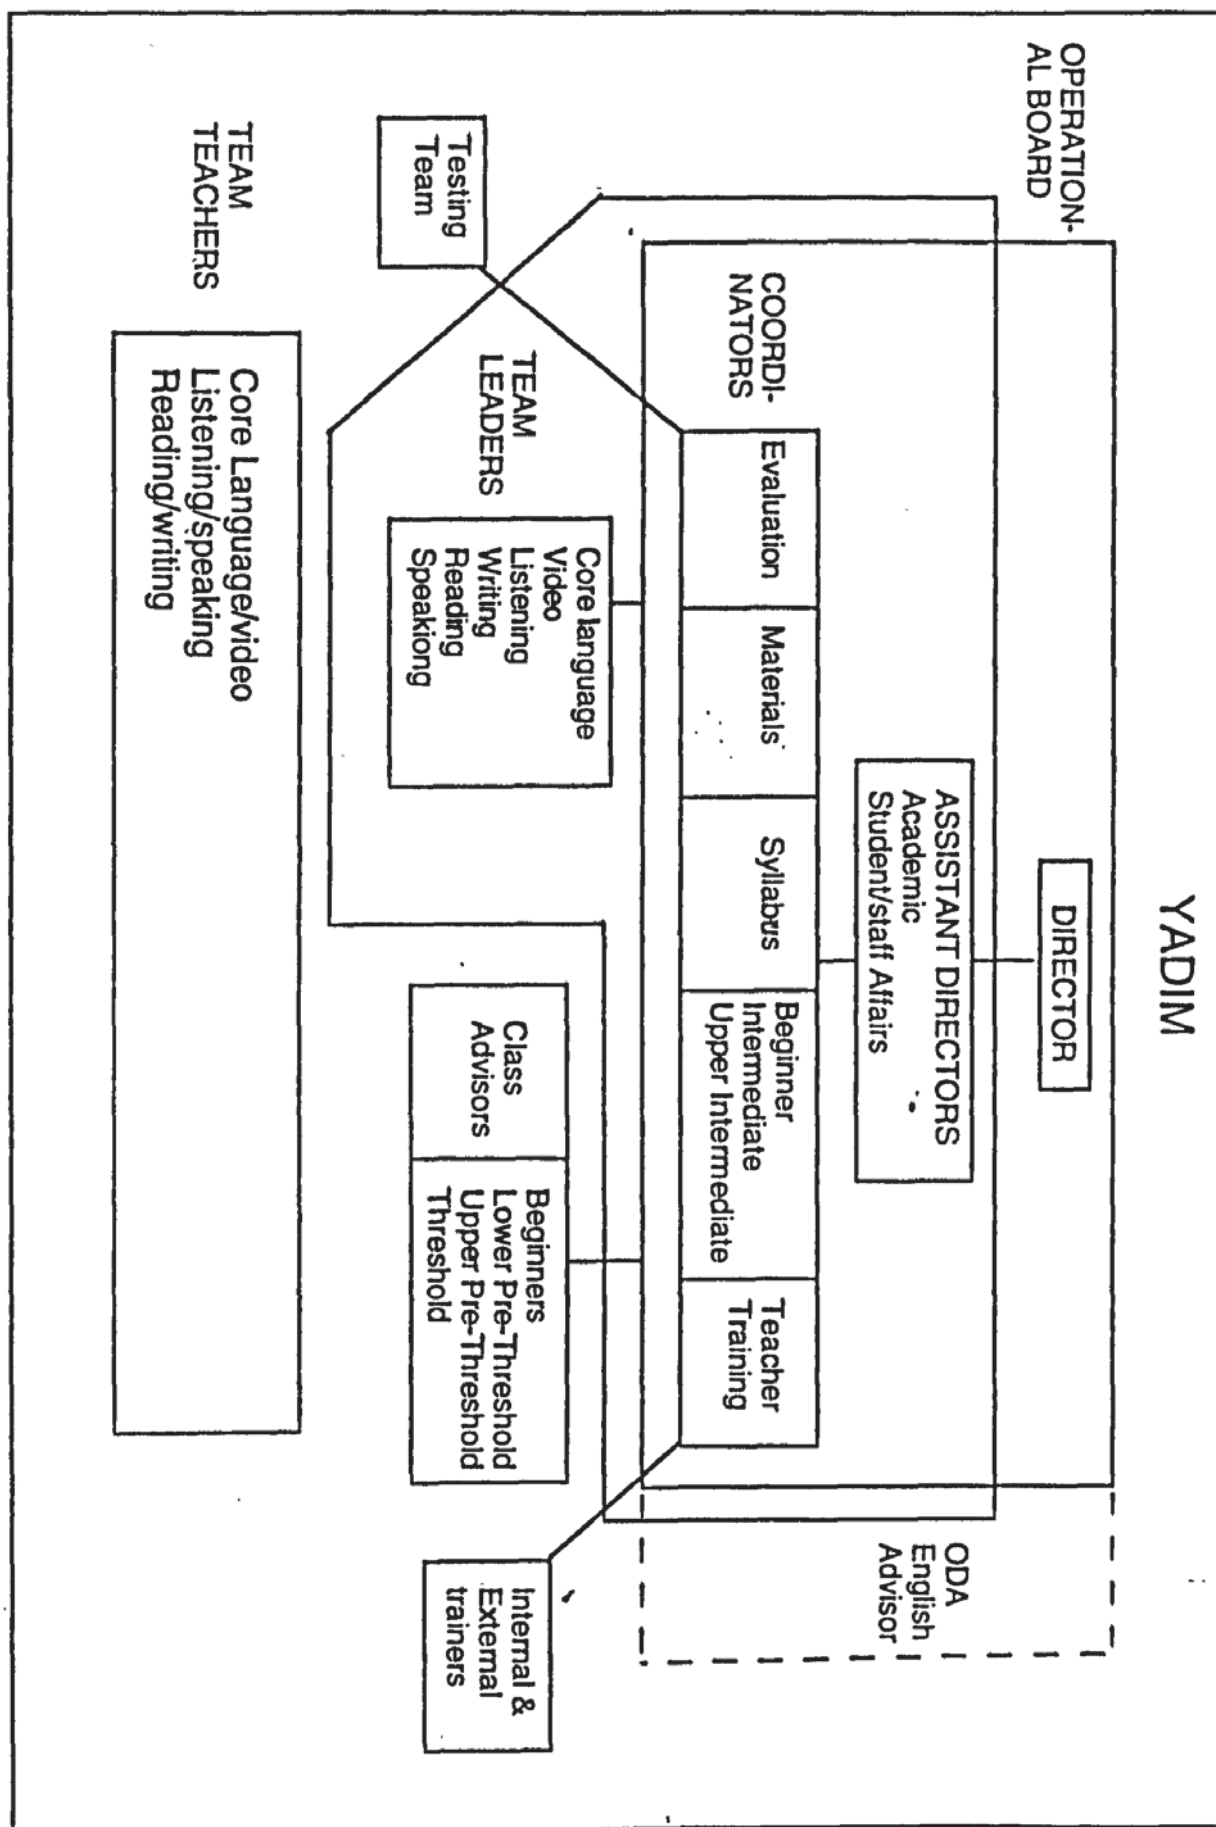 YADIM
OPERATION-
AL BOARD
DIRECTOR
ASSISTANT DIRECTORS
Academic
Student/staff Affairs
ODA
English
Advisor
COORDI-
NATORS
Evaluation
Materials
Syllabus
Beginner
Intermediate
Upper Intermediate
Teacher
Training
Testing
Team
TEAM
LEADERS
Core language
Video
Listening
Writing
Reading
Speakiong
Class
Advisors
Beginners
Lower Pre-Threshold
Upper Pre-Threshold
Threshold
Internal &
External
trainers
TEAM
TEACHERS
Core Language/video
Listening/speaking
Reading/writing